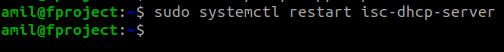 amil@fproject:~$ sudo systemctl restart isc-dhcp-server
amil@fproject:~$